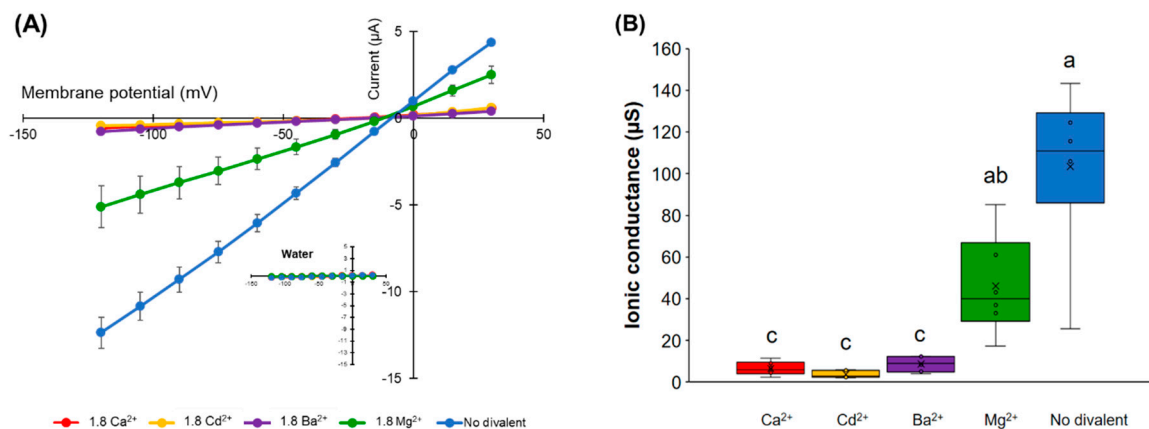 (A)
Current (μA)
5
Membrane potential (mV)
-150 -100 -50 0 50
-5
-10
-15
Water
5
3
1
-1
-3
-5
-7
-9
-11
-13
-15
-150 -100 -50 0 50
1.8 Ca²⁺ 1.8 Cd²⁺ 1.8 Ba²⁺ 1.8 Mg²⁺ No divalent
(B)
Ionic conductance (μS)
160
140
120
100
80
60
40
20
0
c c c ab a
Ca²⁺ Cd²⁺ Ba²⁺ Mg²⁺ No divalent